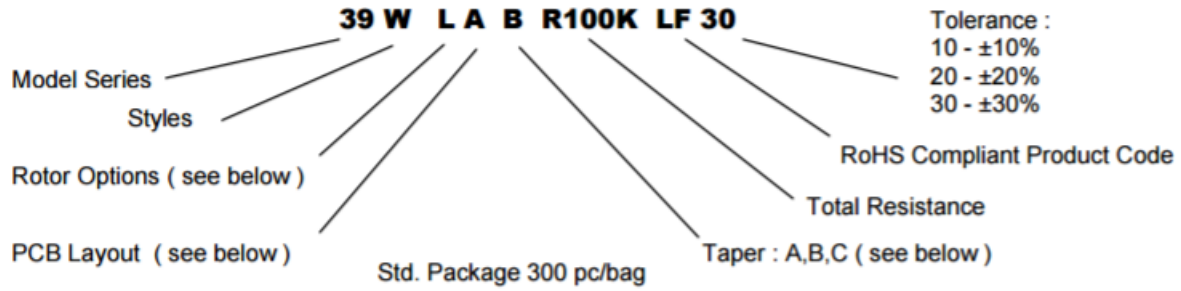 39 W L A B R100K LF 30
Tolerance :
10 - ±10%
20 - ±20%
30 - ±30%
Model Series
Styles
RoHS Compliant Product Code
Rotor Options ( see below )
Total Resistance
PCB Layout ( see below )
Taper : A,B,C ( see below )
Std. Package 300 pc/bag